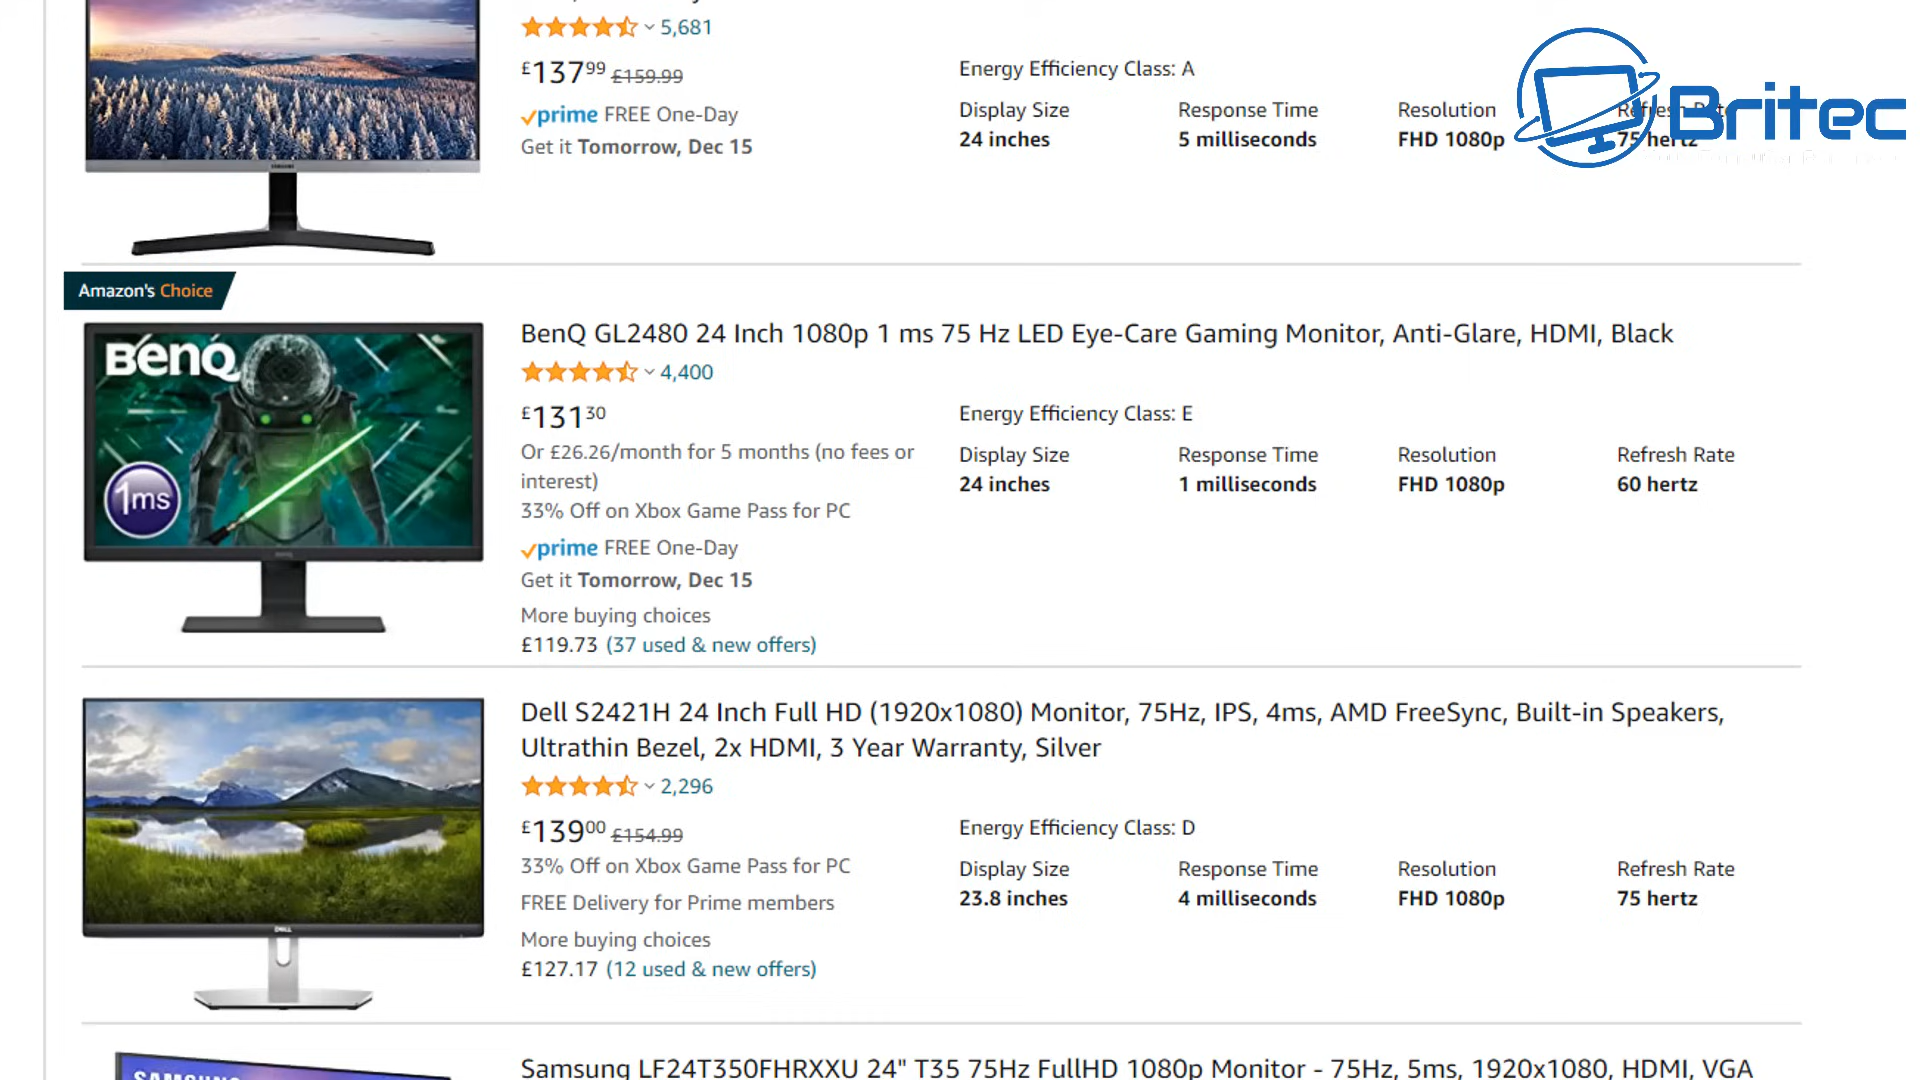 5,681
£137.99 £159.99
prime FREE One-Day
Get it Tomorrow, Dec 15
Energy Efficiency Class: A
Display Size Response Time Resolution
24 inches 5 milliseconds FHD 1080p 75 hertz
Britec
SAMSUNG
Amazon's Choice
BenQ
1ms
BenQ GL2480 24 Inch 1080p 1 ms 75 Hz LED Eye-Care Gaming Monitor, Anti-Glare, HDMI, Black
4,400
£131.30
Or £26.26/month for 5 months (no fees or
interest)
33% Off on Xbox Game Pass for PC
prime FREE One-Day
Get it Tomorrow, Dec 15
More buying choices
£119.73 (37 used & new offers)
Energy Efficiency Class: E
Display Size Response Time Resolution Refresh Rate
24 inches 1 milliseconds FHD 1080p 60 hertz
DELL
Dell S2421H 24 Inch Full HD (1920x1080) Monitor, 75Hz, IPS, 4ms, AMD FreeSync, Built-in Speakers,
Ultrathin Bezel, 2x HDMI, 3 Year Warranty, Silver
2,296
£139.00 £154.99
33% Off on Xbox Game Pass for PC
FREE Delivery for Prime members
More buying choices
£127.17 (12 used & new offers)
Energy Efficiency Class: D
Display Size Response Time Resolution Refresh Rate
23.8 inches 4 milliseconds FHD 1080p 75 hertz
SAMSUNG
Samsung LF24T350FHRXXU 24" T35 75Hz FullHD 1080p Monitor - 75Hz, 5ms, 1920x1080, HDMI, VGA